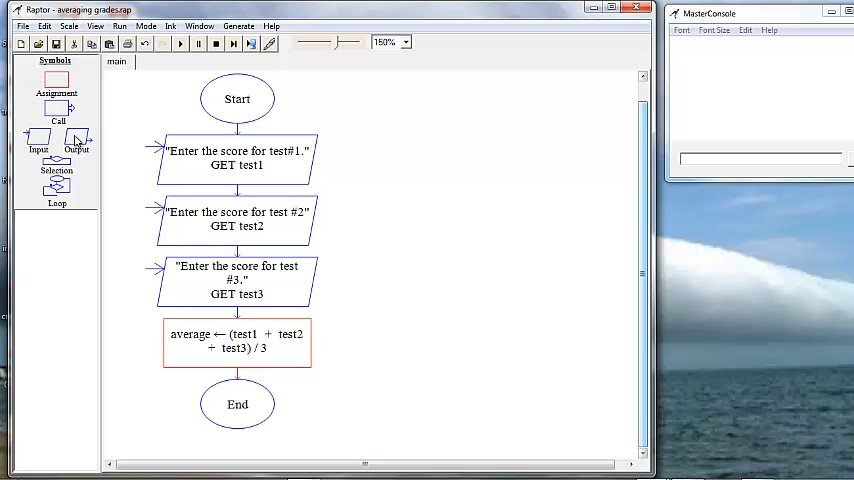 Raptor - averaging grades.rap
File Edit Scale View Run Mode Ink Window Generate Help
150%
Symbols
Assignment
Call
Input Output
Selection
Loop
main
Start
"Enter the score for test#1."
GET test1
"Enter the score for test #2"
GET test2
"Enter the score for test
#3."
GET test3
average ← (test1 + test2
+ test3) / 3
End
MasterConsole
Font Font Size Edit Help